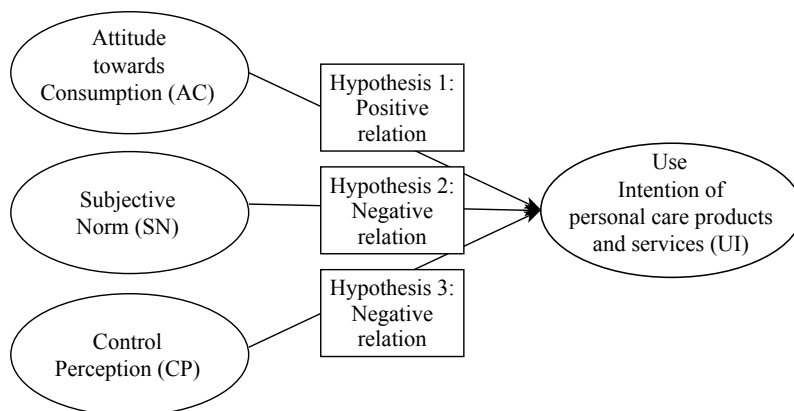 Attitude
towards
Consumption (AC)
Hypothesis 1:
Positive
relation
Subjective
Norm (SN)
Hypothesis 2:
Negative
relation
Use
Intention of
personal care products
and services (UI)
Control
Perception (CP)
Hypothesis 3:
Negative
relation